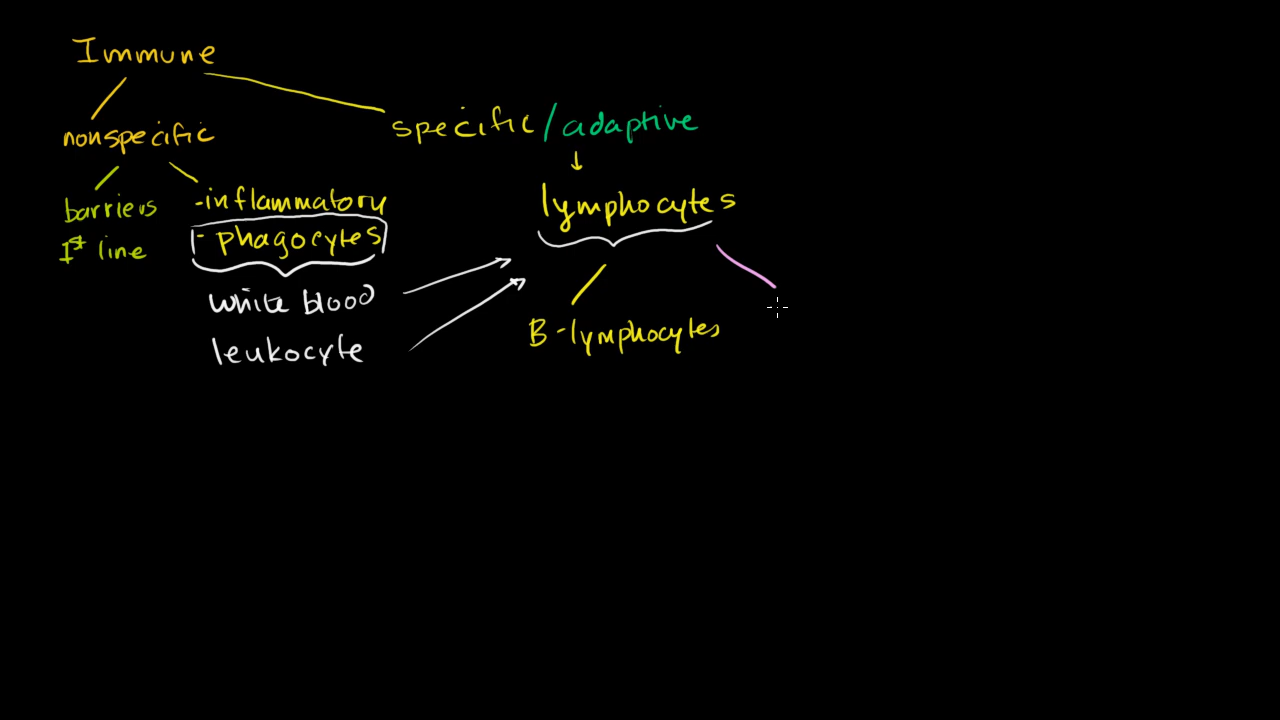 Immune
nonspecific
specific/adaptive
barriers
1st line
-inflammatory
- phagocytes
white blood
leukocyte
lymphocytes
B-lymphocytes